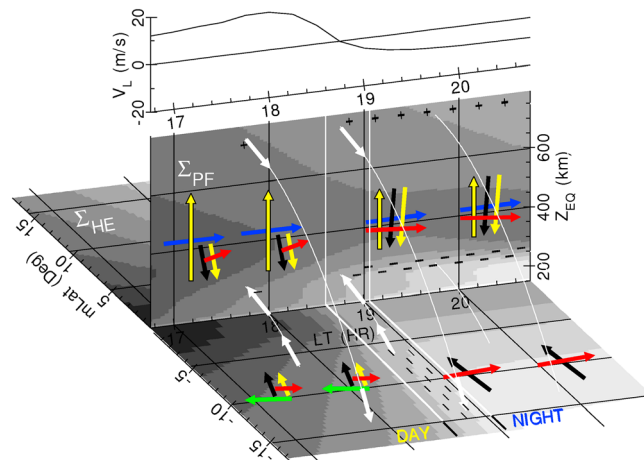 20
0
-20
V_L (m/s)
17 18 19 20
Σ_PF
Σ_HE
600
400
200
Z_EQ (km)
15
10
5
mLat (Deg)
-5
-10
-15
17 18 19 20
LT (HR)
DAY
NIGHT